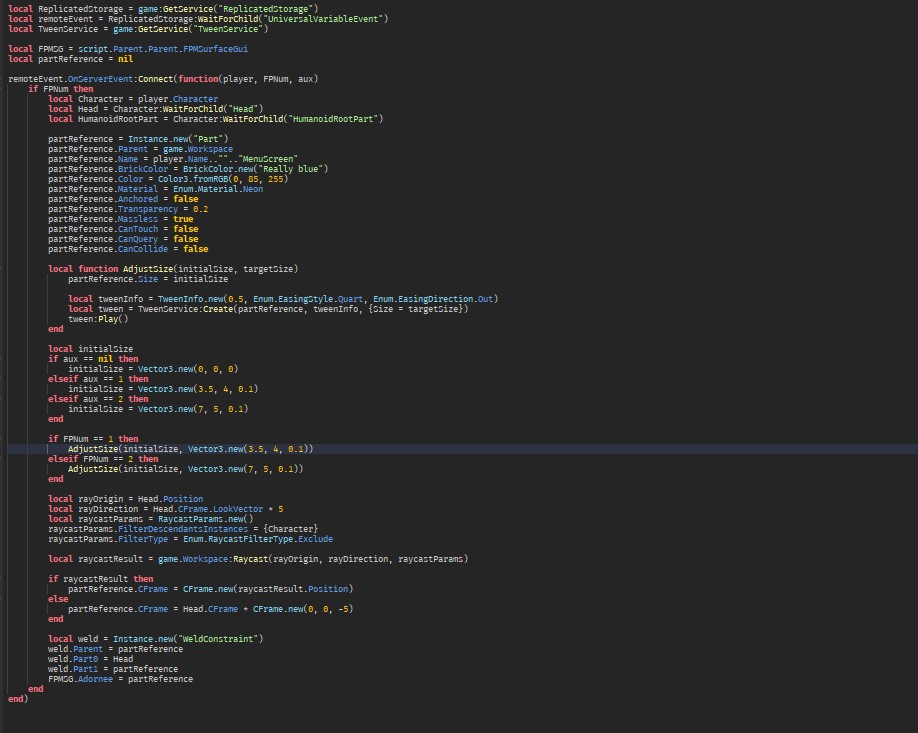 local ReplicatedStorage = game:GetService("ReplicatedStorage")
local remoteEvent = ReplicatedStorage:WaitForChild("UniversalVariableEvent")
local TweenService = game:GetService("TweenService")
local FPMSG = script.Parent.Parent.FPMSurfaceGui
local partReference = nil
remoteEvent.OnServerEvent:Connect(function(player, FPNum, aux)
if FPNum then
local Character = player.Character
local Head = Character:WaitForChild("Head")
local HumanoidRootPart = Character:WaitForChild("HumanoidRootPart")
partReference = Instance.new("Part")
partReference.Parent = game.Workspace
partReference.Name = player.Name..""..“MenuScreen"
partReference.BrickColor = BrickColor.new("Really blue")
partReference.Color = Color3.fromRGB(0, 85, 255)
partReference.Material = Enum.Material.Neon
partReference.Anchored = false
partReference.Transparency = 0.2
partReference.Massless = true
partReference.CanTouch = false
partReference.CanQuery = false
partReference.CanCollide = false
local function AdjustSize(initialSize, targetSize)
partReference.Size = initialSize
local tweenInfo = TweenInfo.new(0.5, Enum.EasingStyle.Quart, Enum.EasingDirection.Out)
local tween = TweenService:Create(partReference, tweenInfo, {Size = targetSize})
tween:Play()
end
local initialSize
if aux == nil then
initialSize = Vector3.new(0, 0, 0)
elseif aux == 1 then
initialSize = Vector3.new(3.5, 4, 0.1)
elseif aux == 2 then
initialSize = Vector3.new(7, 5, 0.1)
end
if FPNum == 1 then
AdjustSize(initialSize, Vector3.new(3.5, 4, 0.1))
elseif FPNum == 2 then
AdjustSize(initialSize, Vector3.new(7, 5, 0.1))
end
local rayOrigin = Head.Position
local rayDirection = Head.CFrame.LookVector * 5
local raycastParams = RaycastParams.new()
raycastParams.FilterDescendantsInstances = {Character}
raycastParams.FilterType = Enum.RaycastFilterType.Exclude
local raycastResult = game.Workspace:Raycast(rayOrigin, rayDirection, raycastParams)
if raycastResult then
partReference.CFrame = CFrame.new(raycastResult.Position)
else
partReference.CFrame = Head.CFrame * CFrame.new(0, 0, -5)
end
local weld = Instance.new("WeldConstraint")
weld.Parent = partReference
weld.Part0 = Head
weld.Part1 = partReference
FPMSG.Adornee = partReference
end
end)